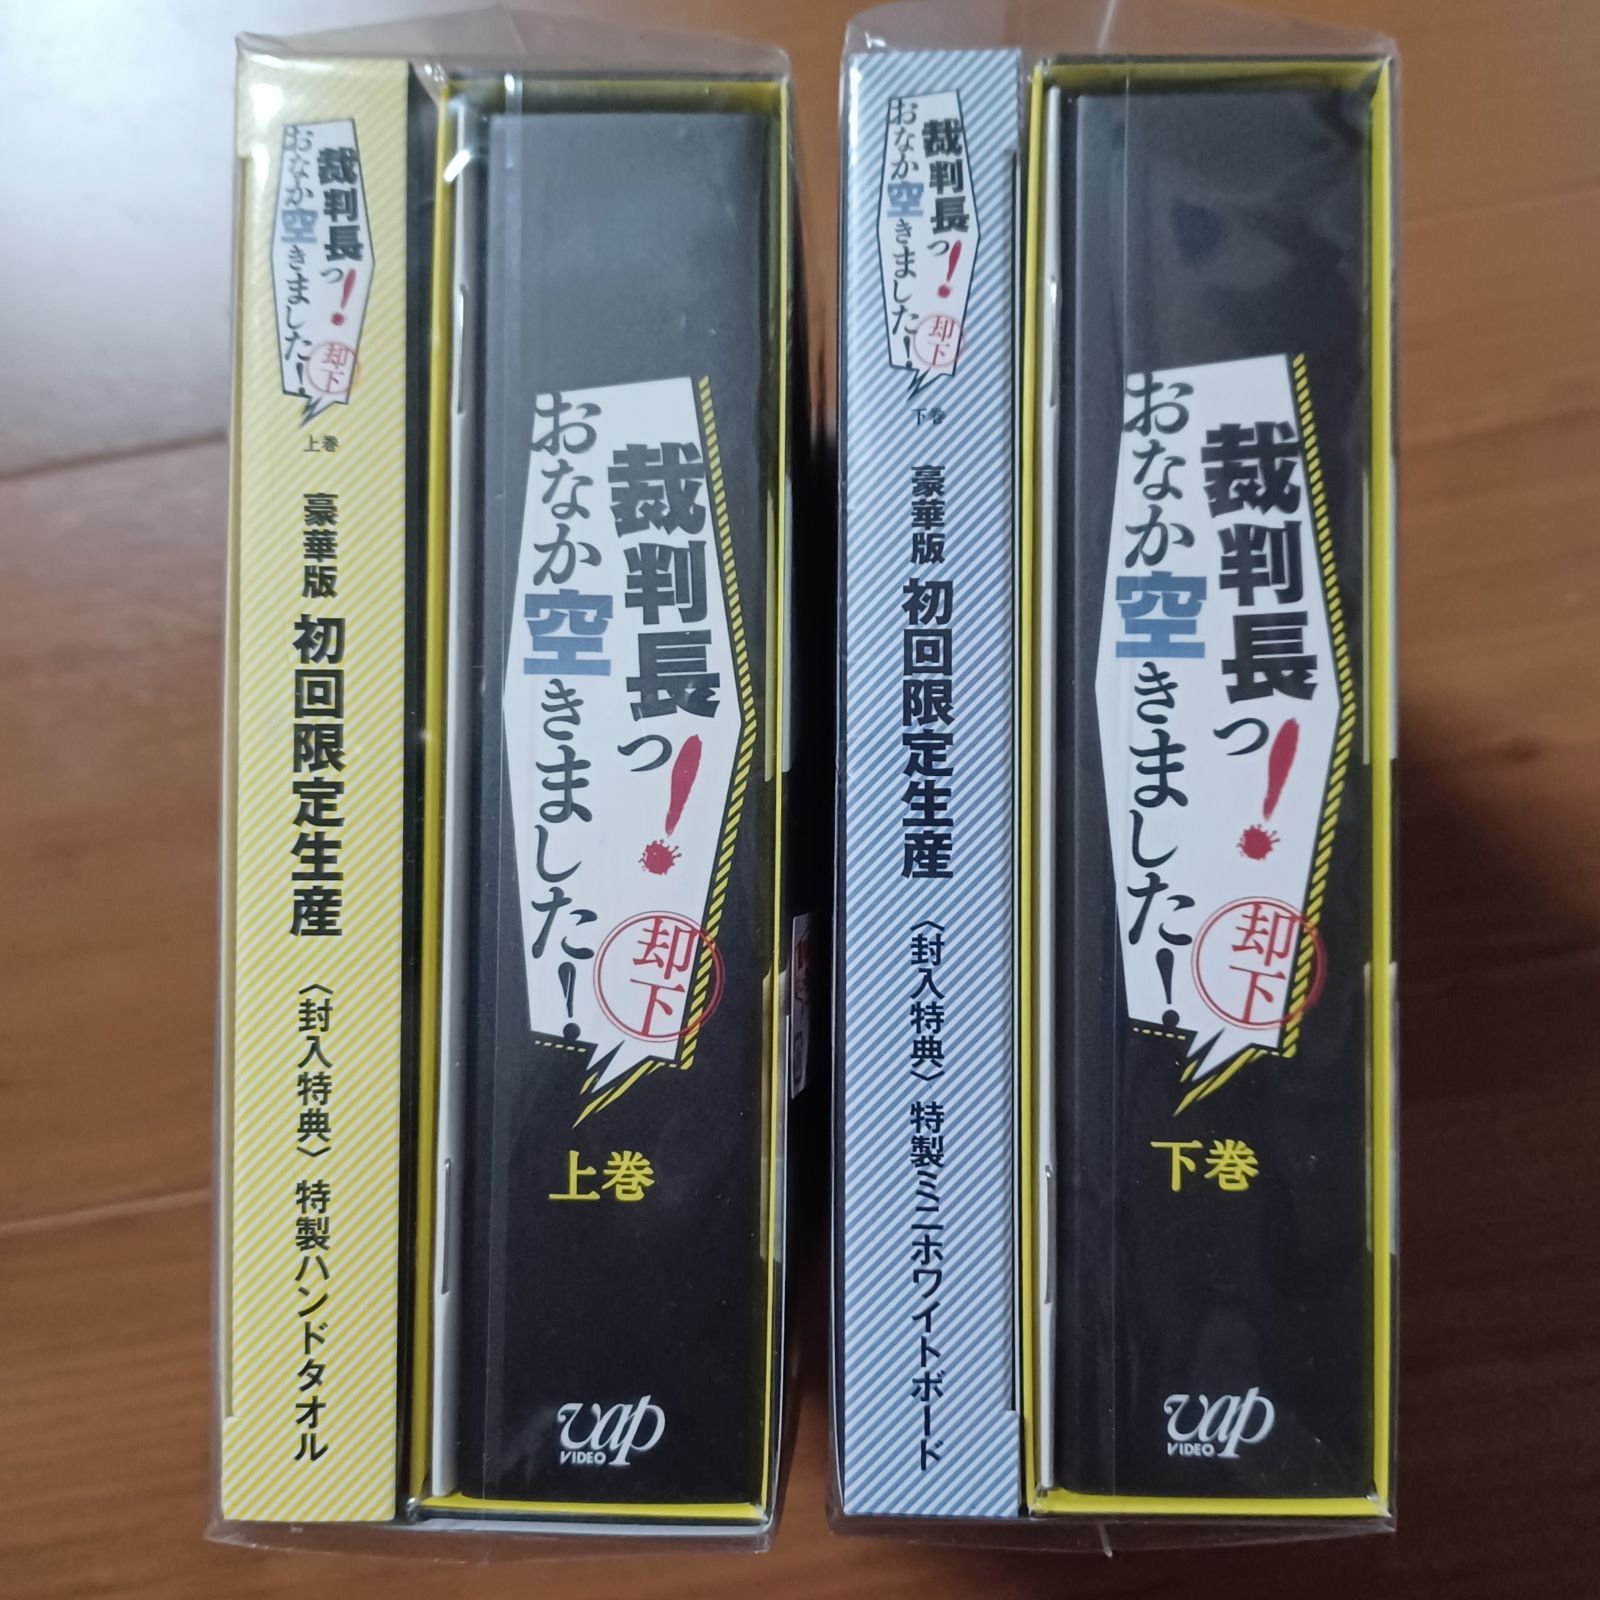 裁判長っ!
おなか空きました!
却下
上巻
豪華版 初回限定生産 〈封入特典〉 特製ハンドタオル
裁判長っ!
おなか空きました!
却下
上巻
vap
VIDEO
裁判長っ!
おなか空きました!
却下
下巻
豪華版 初回限定生産 〈封入特典〉 特製ミニホワイトボード
裁判長っ!
おなか空きました!
却下
下巻
vap
VIDEO